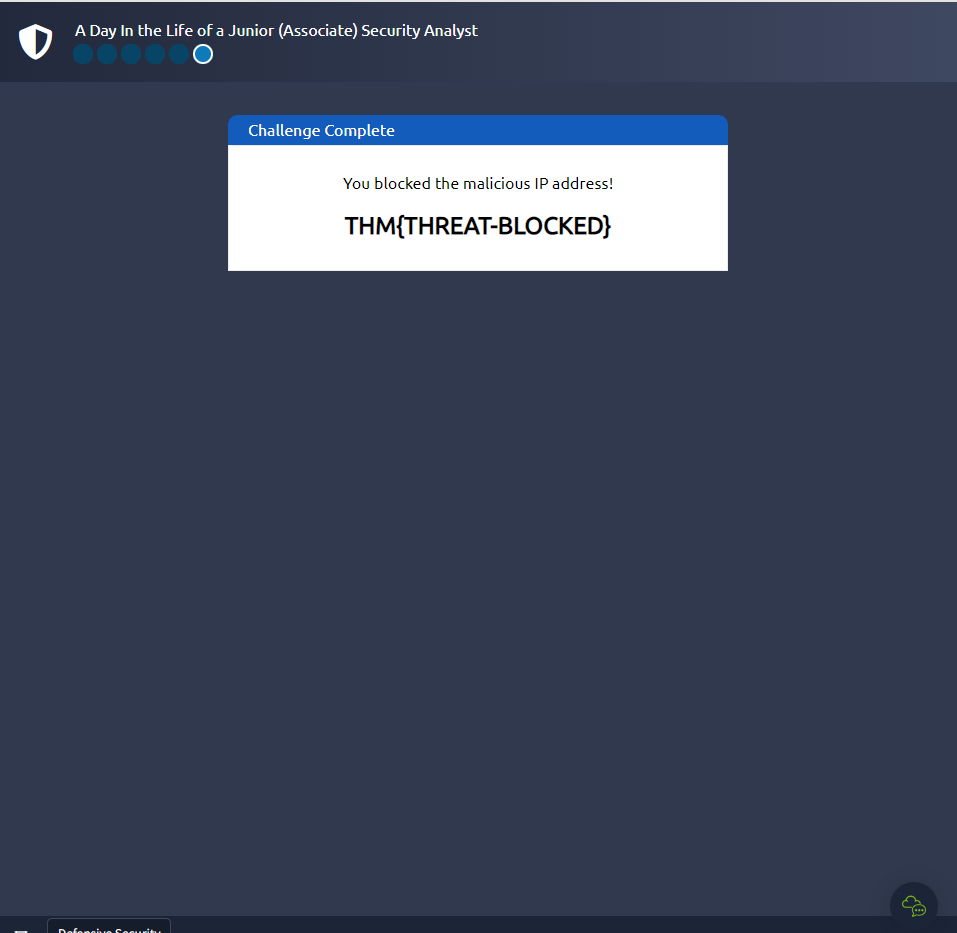 A Day In the Life of a Junior (Associate) Security Analyst
Challenge Complete
You blocked the malicious IP address!
THM{THREAT-BLOCKED}
Defensive Security